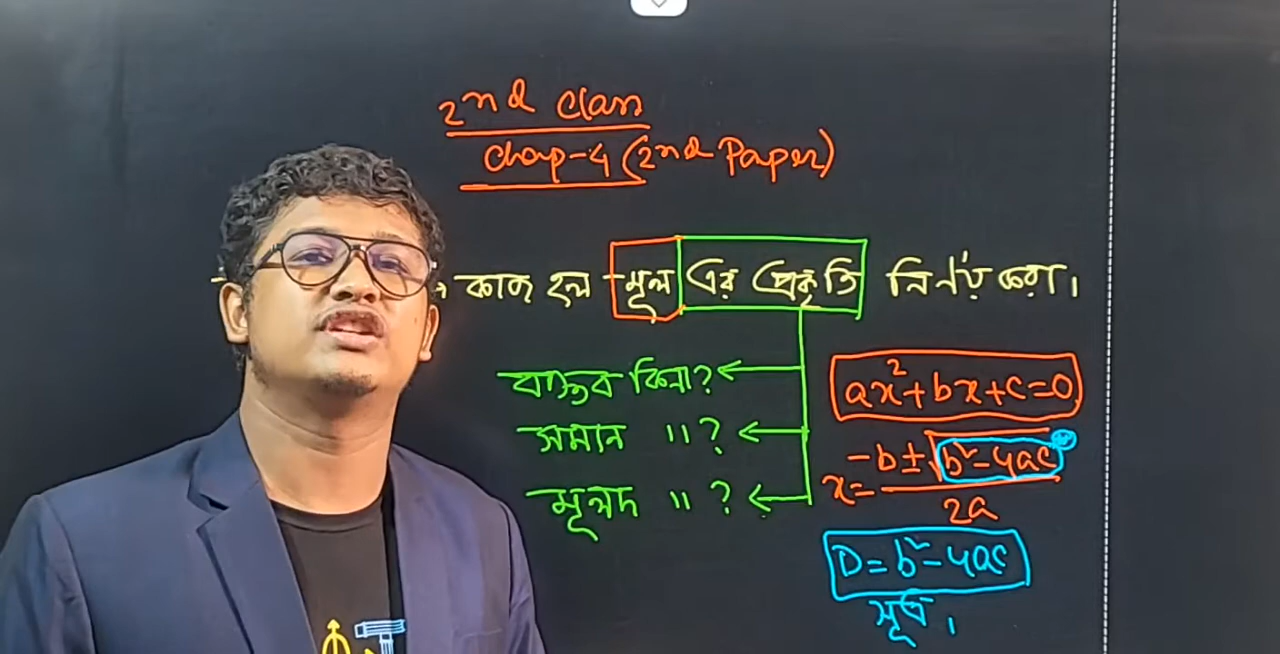 2nd Class
Chap-4 (2nd Paper)
কাজ হল মূল এর প্রকৃতি নির্ণয় করা।
বাস্তব কিনা?
সমান "?
মূলদ "?
ax²+bx+c=0
x = (-b ± √(b²-4ac)) / 2a
D = b²-4ac
সূত্র।